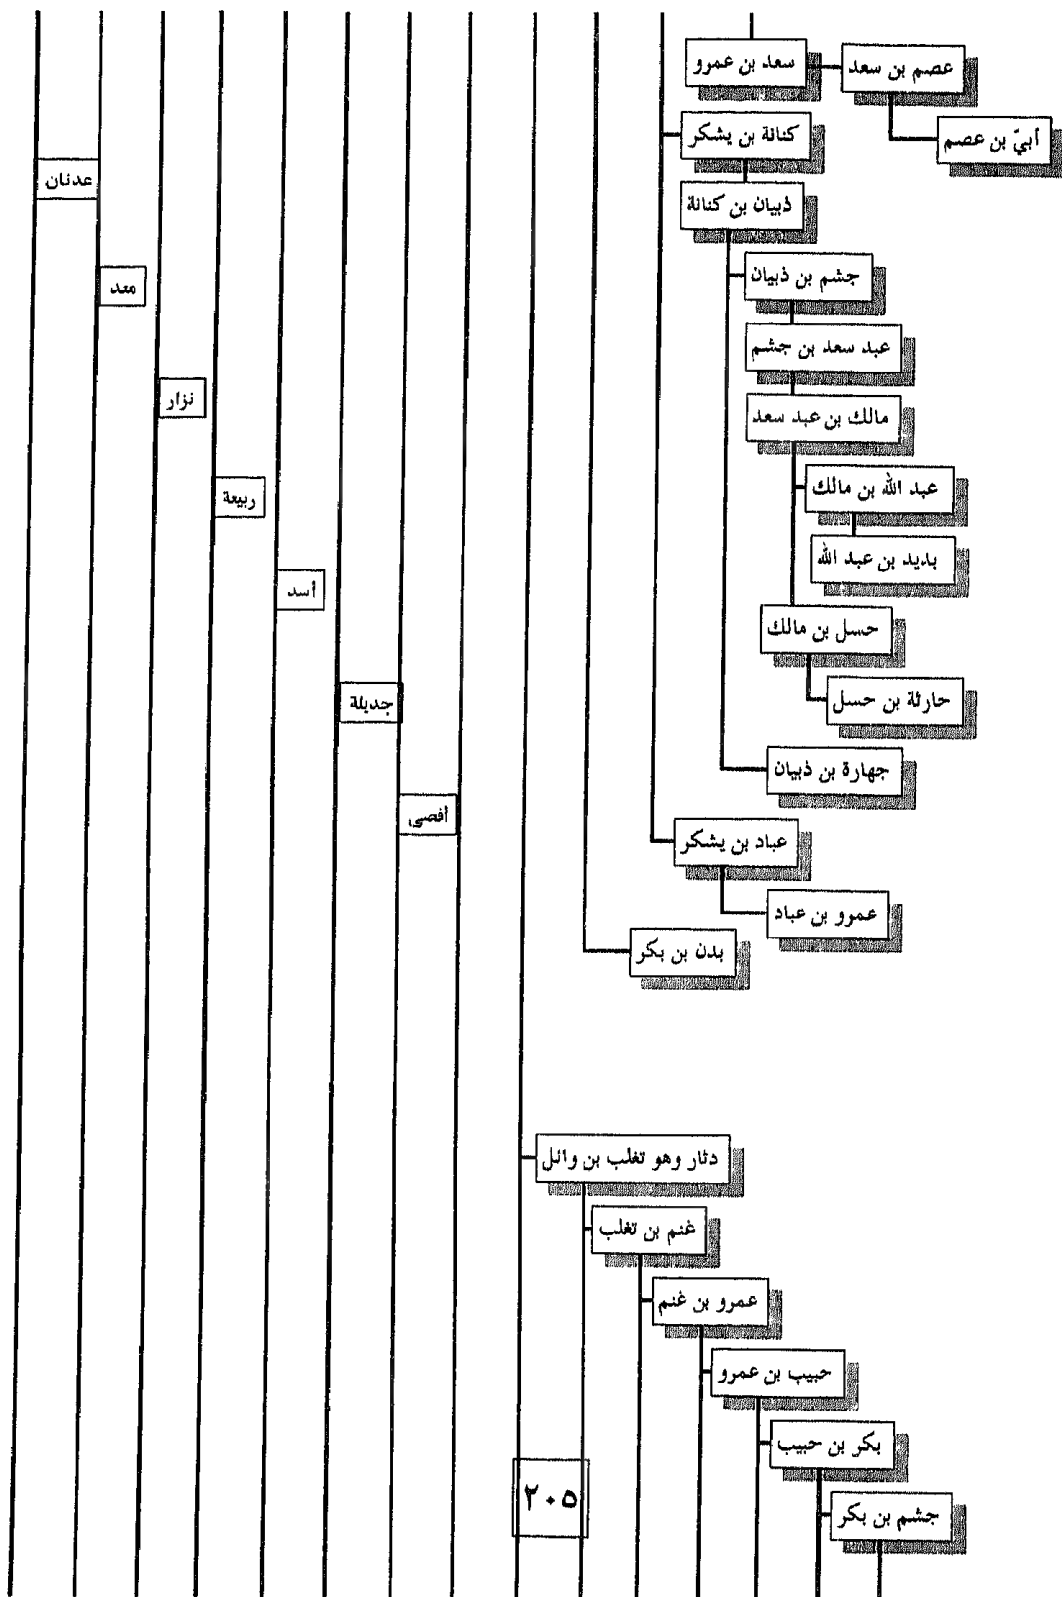 سعد بن عمرو
عصم بن سعد
أبيّ بن عصم
كنانة بن يشكر
ذبيان بن كنانة
جشم بن ذبيان
عبد سعد بن جشم
مالك بن عبد سعد
عبد الله بن مالك
بديد بن عبد الله
حسل بن مالك
حارثة بن حسل
جهارة بن ذبيان
عباد بن يشكر
عمرو بن عباد
بدن بن بكر
دثار وهو تغلب بن وائل
غنم بن تغلب
عمرو بن غنم
حبيب بن عمرو
بكر بن حبيب
جشم بن بكر
عدنان
معد
نزار
ربيعة
أسد
جديلة
أفصى
٢٠٥